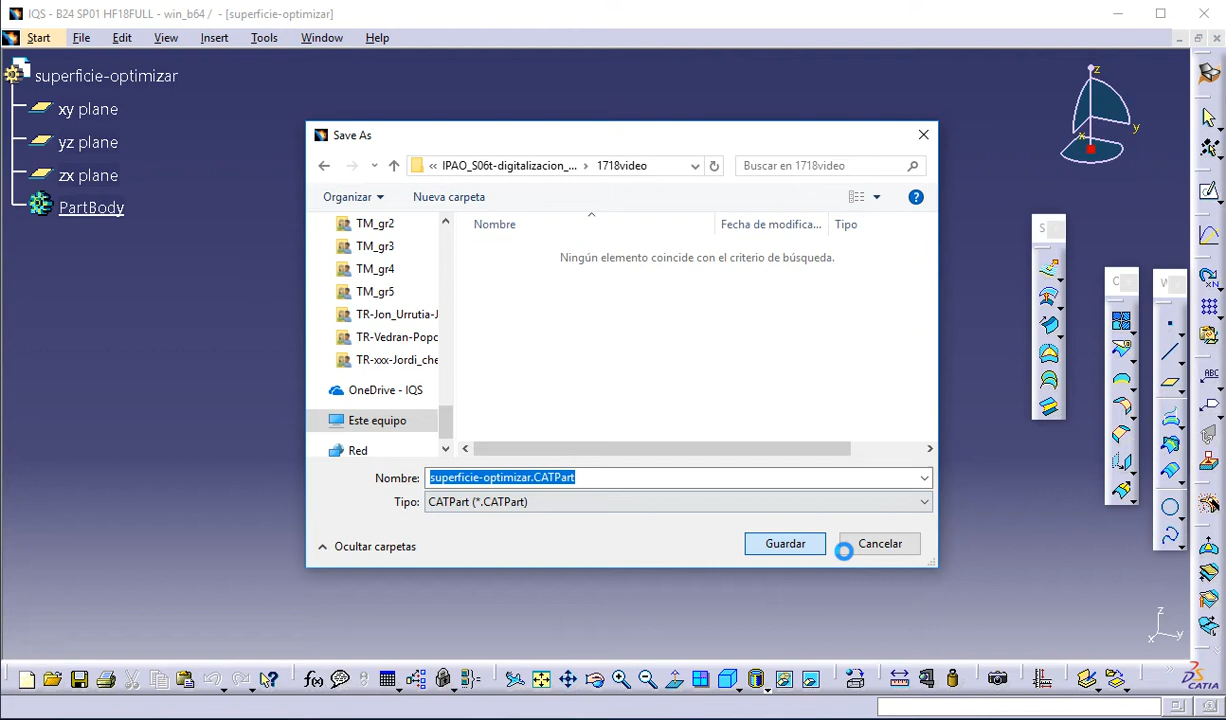 IQS - B24 SP01 HF18FULL - win_b64 / - [superficie-optimizar]
Start File Edit View Insert Tools Window Help
superficie-optimizar
xy plane
yz plane
zx plane
PartBody
z
x
y
Save As
« IPAO_S06t-digitalizacion_... › 1718video
Buscar en 1718video
Organizar
Nueva carpeta
Nombre
Fecha de modifica...
Tipo
Ningún elemento coincide con el criterio de búsqueda.
TM_gr2
TM_gr3
TM_gr4
TM_gr5
TR-Jon_Urrutia-J
TR-Vedran-Popo
TR-xxx-Jordi_che
OneDrive - IQS
Este equipo
Red
Nombre: superficie-optimizar.CATPart
Tipo: CATPart (*.CATPart)
Ocultar carpetas
Guardar
Cancelar
S
ABC
z
x
y
f(x)
CATIA